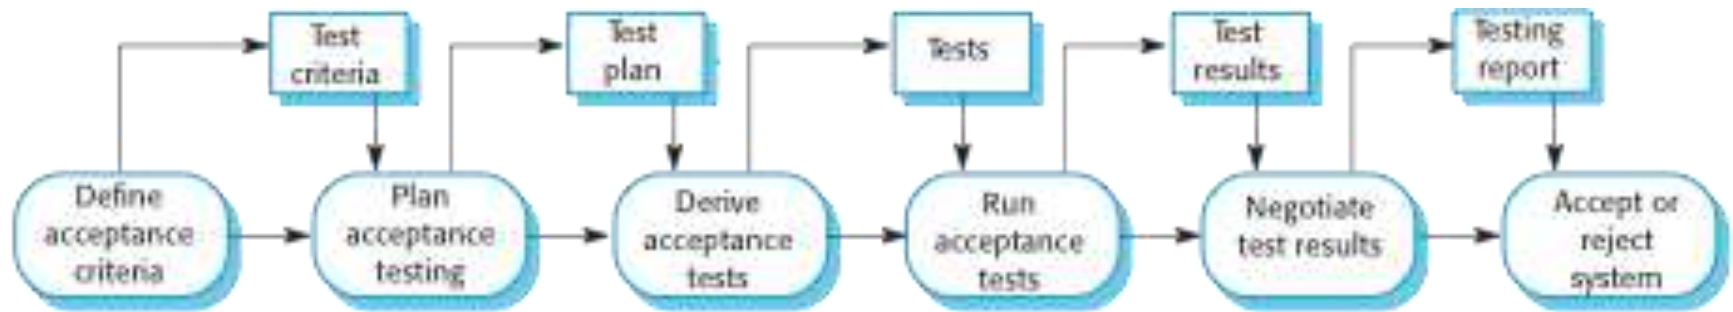 Test
criteria
Test
plan
Tests
Test
results
Testing
report
Define
acceptance
criteria
Plan
acceptance
testing
Derive
acceptance
tests
Run
acceptance
tests
Negotiate
test results
Accept or
reject
system